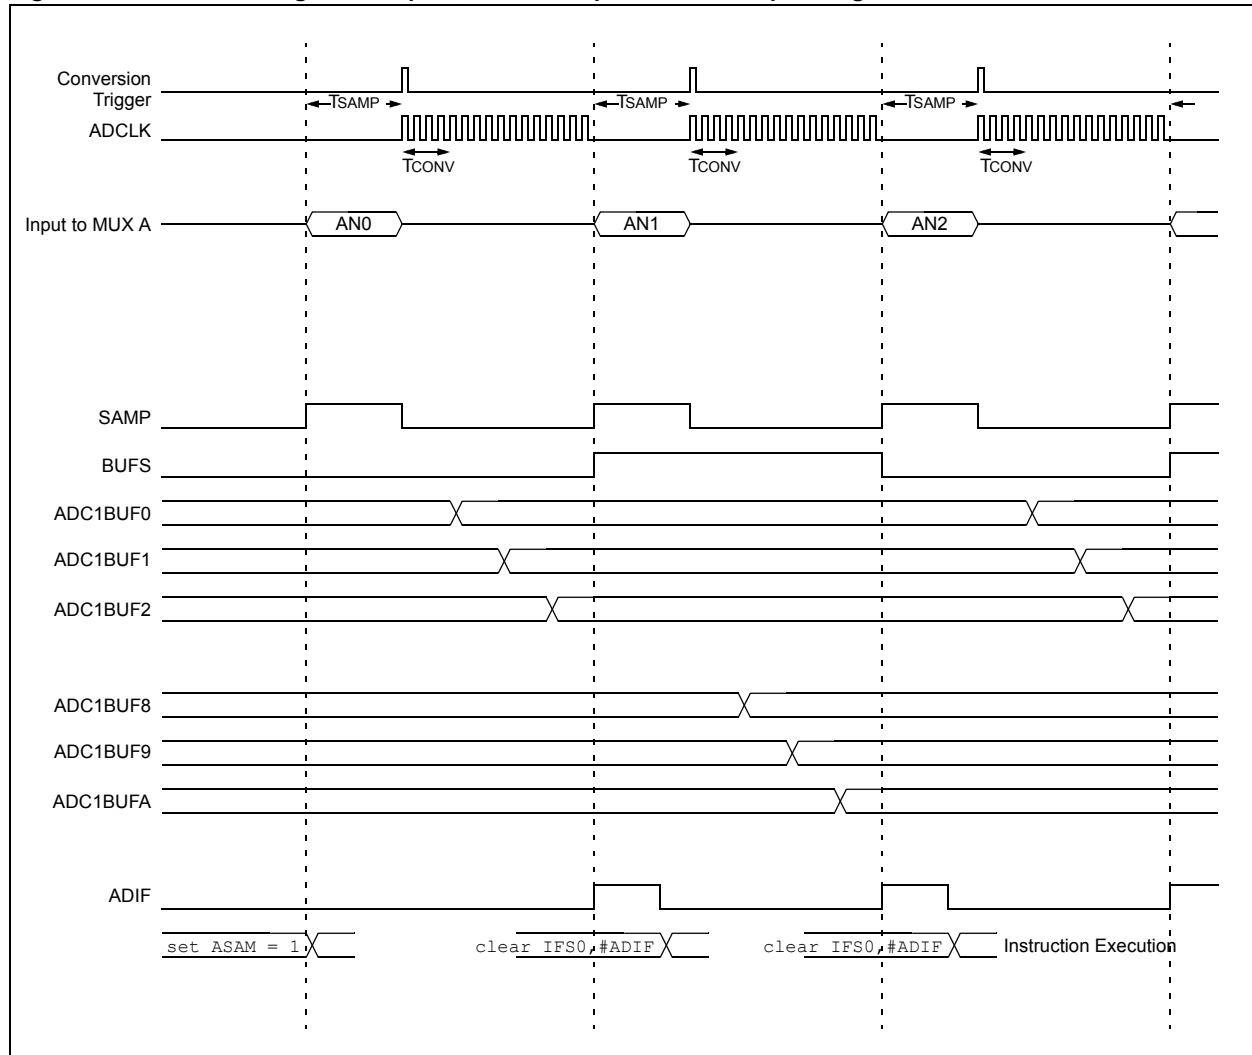 Conversion
Trigger
TSAMP TSAMP TSAMP
ADCLK
TCONV TCONV TCONV
Input to MUX A AN0 AN1 AN2
SAMP
BUFS
ADC1BUF0
ADC1BUF1
ADC1BUF2
ADC1BUF8
ADC1BUF9
ADC1BUFA
ADIF
set ASAM = 1 clear IFS0,#ADIF clear IFS0,#ADIF Instruction Execution